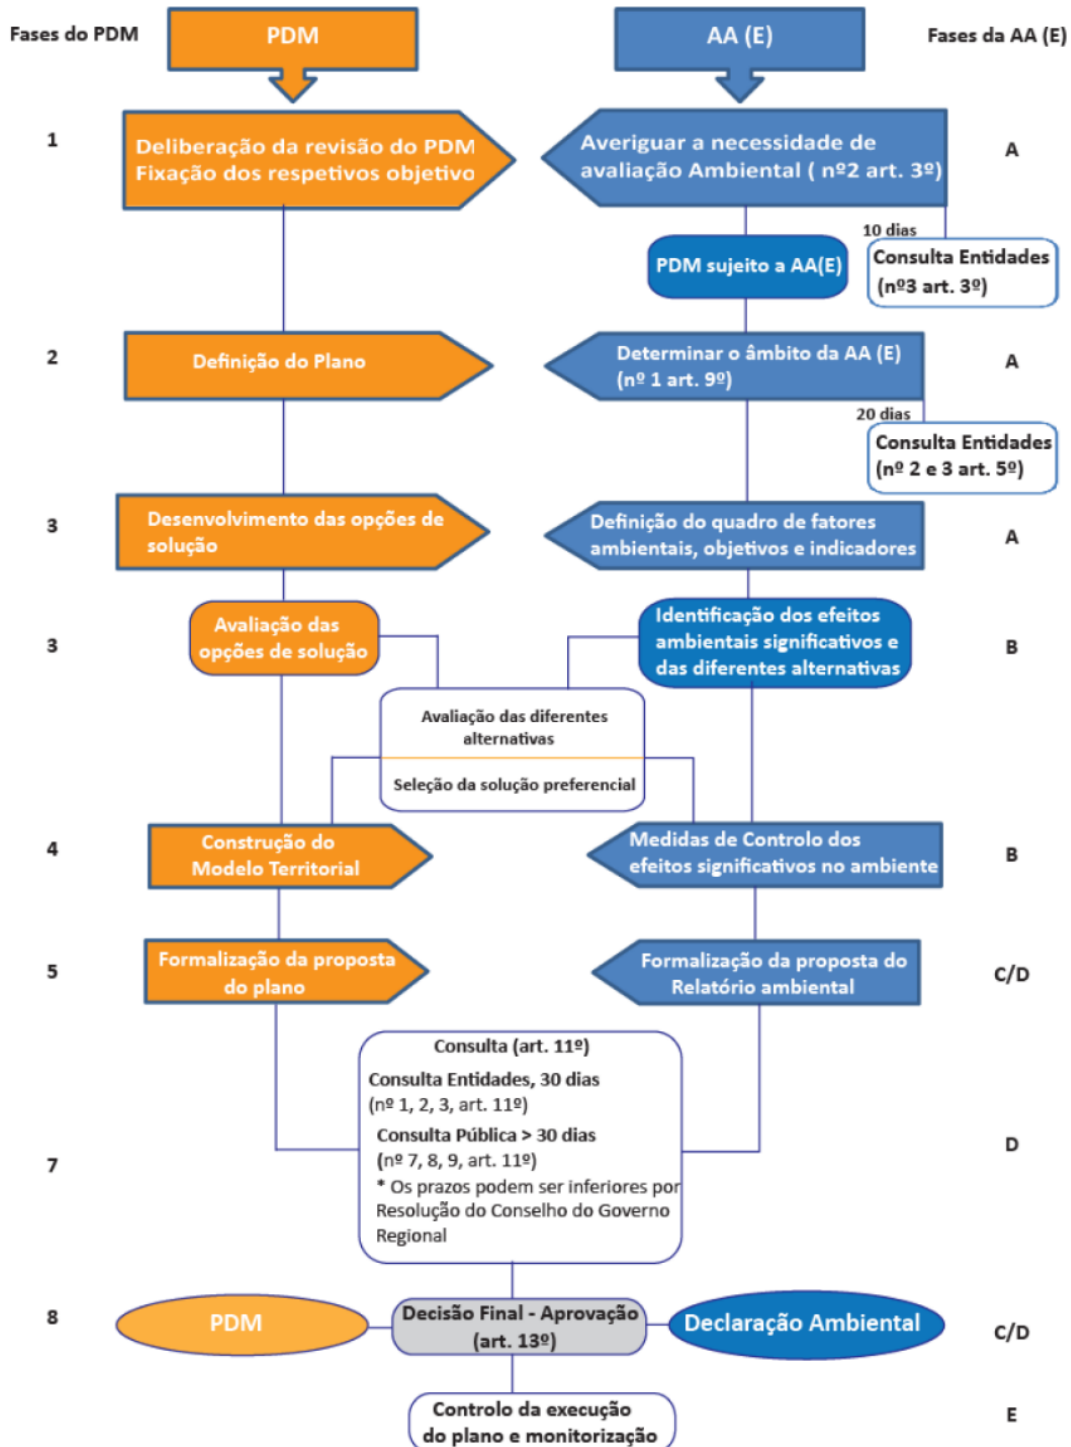 Fases do PDM
PDM
AA (E)
Fases da AA (E)
1
Deliberação da revisão do PDM
Fixação dos respetivos objetivo
Averiguar a necessidade de
avaliação Ambiental ( nº2 art. 3º)
A
PDM sujeito a AA(E)
10 dias
Consulta Entidades
(nº3 art. 3º)
2
Definição do Plano
Determinar o âmbito da AA (E)
(nº 1 art. 9º)
A
20 dias
Consulta Entidades
(nº 2 e 3 art. 5º)
3
Desenvolvimento das opções de
solução
Definição do quadro de fatores
ambientais, objetivos e indicadores
A
3
Avaliação das
opções de solução
Identificação dos efeitos
ambientais significativos e
das diferentes alternativas
B
Avaliação das diferentes
alternativas
Seleção da solução preferencial
4
Construção do
Modelo Territorial
Medidas de Controlo dos
efeitos significativos no ambiente
B
5
Formalização da proposta
do plano
Formalização da proposta do
Relatório ambiental
C/D
Consulta (art. 11º)
Consulta Entidades, 30 dias
(nº 1, 2, 3, art. 11º)
Consulta Pública > 30 dias
(nº 7, 8, 9, art. 11º)
* Os prazos podem ser inferiores por
Resolução do Conselho do Governo
Regional
7
D
8
PDM
Decisão Final - Aprovação
(art. 13º)
Declaração Ambiental
C/D
Controlo da execução
do plano e monitorização
E